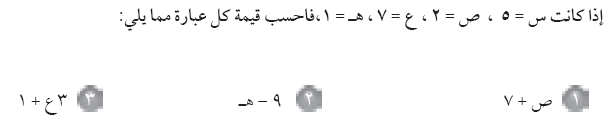 إذا كانت س = ٥ ، ص = ٢ ، ع = ٧ ، هـ = ١ ،فاحسب قيمة كل عبارة مما يلي:
١ ص + ٧ ٢ ٩ – هـ ٣ ٣ع + ١